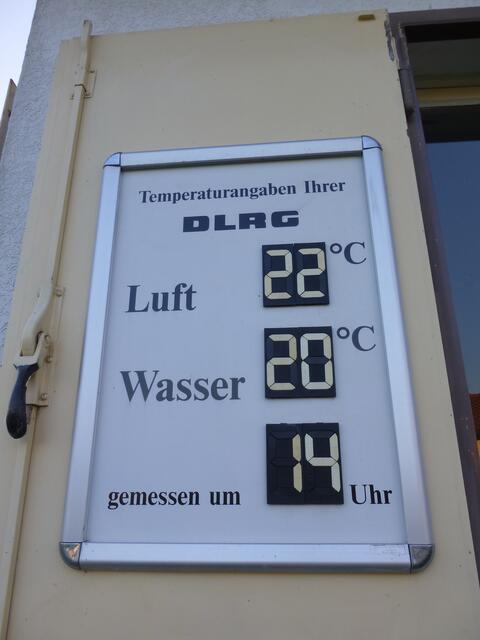 Temperaturangaben Ihrer
DLRG
Luft 22 °C
Wasser 20 °C
gemessen um 14 Uhr